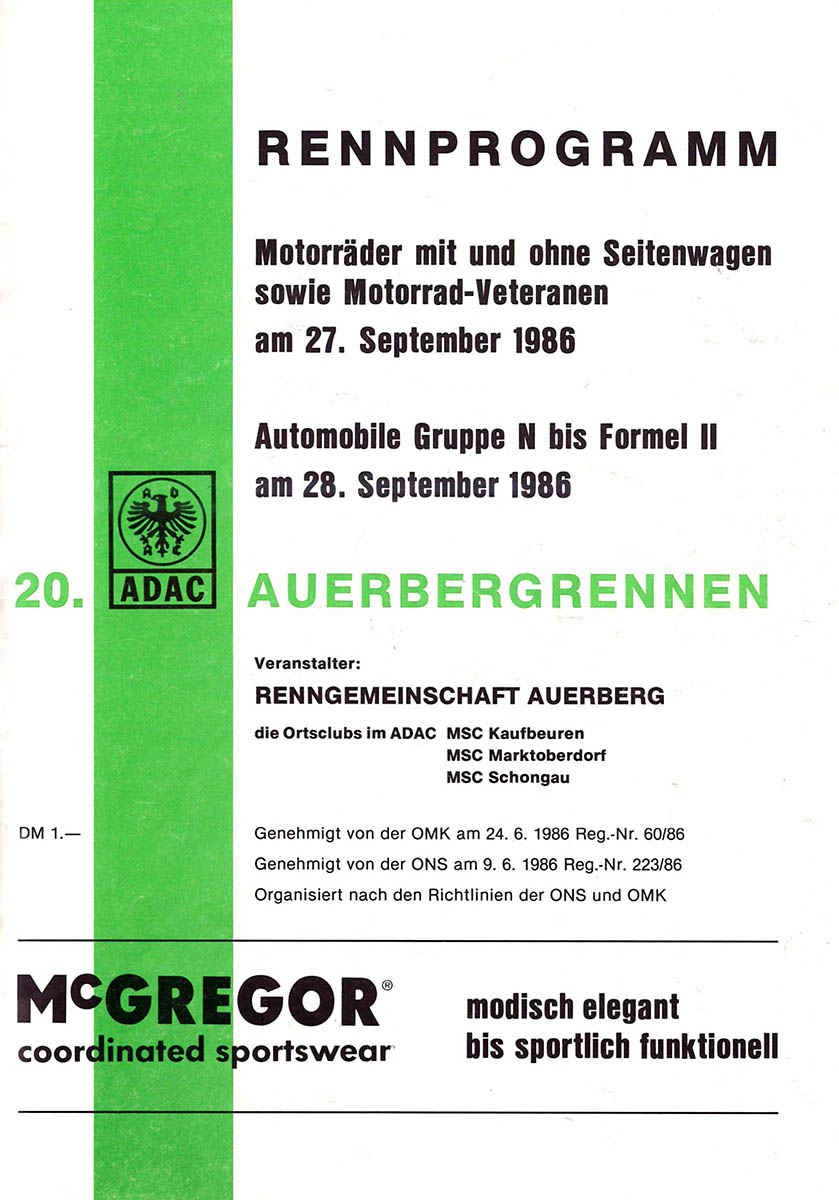 RENNPROGRAMM
Motorräder mit und ohne Seitenwagen
sowie Motorrad-Veteranen
am 27. September 1986
Automobile Gruppe N bis Formel II
am 28. September 1986
A D
A C
ADAC
20. AUERBERGRENNEN
Veranstalter:
RENNGEMEINSCHAFT AUERBERG
die Ortsclubs im ADAC MSC Kaufbeuren
MSC Marktoberdorf
MSC Schongau
DM 1.—
Genehmigt von der OMK am 24. 6. 1986 Reg.-Nr. 60/86
Genehmigt von der ONS am 9. 6. 1986 Reg.-Nr. 223/86
Organisiert nach den Richtlinien der ONS und OMK
McGREGOR®
coordinated sportswear
modisch elegant
bis sportlich funktionell